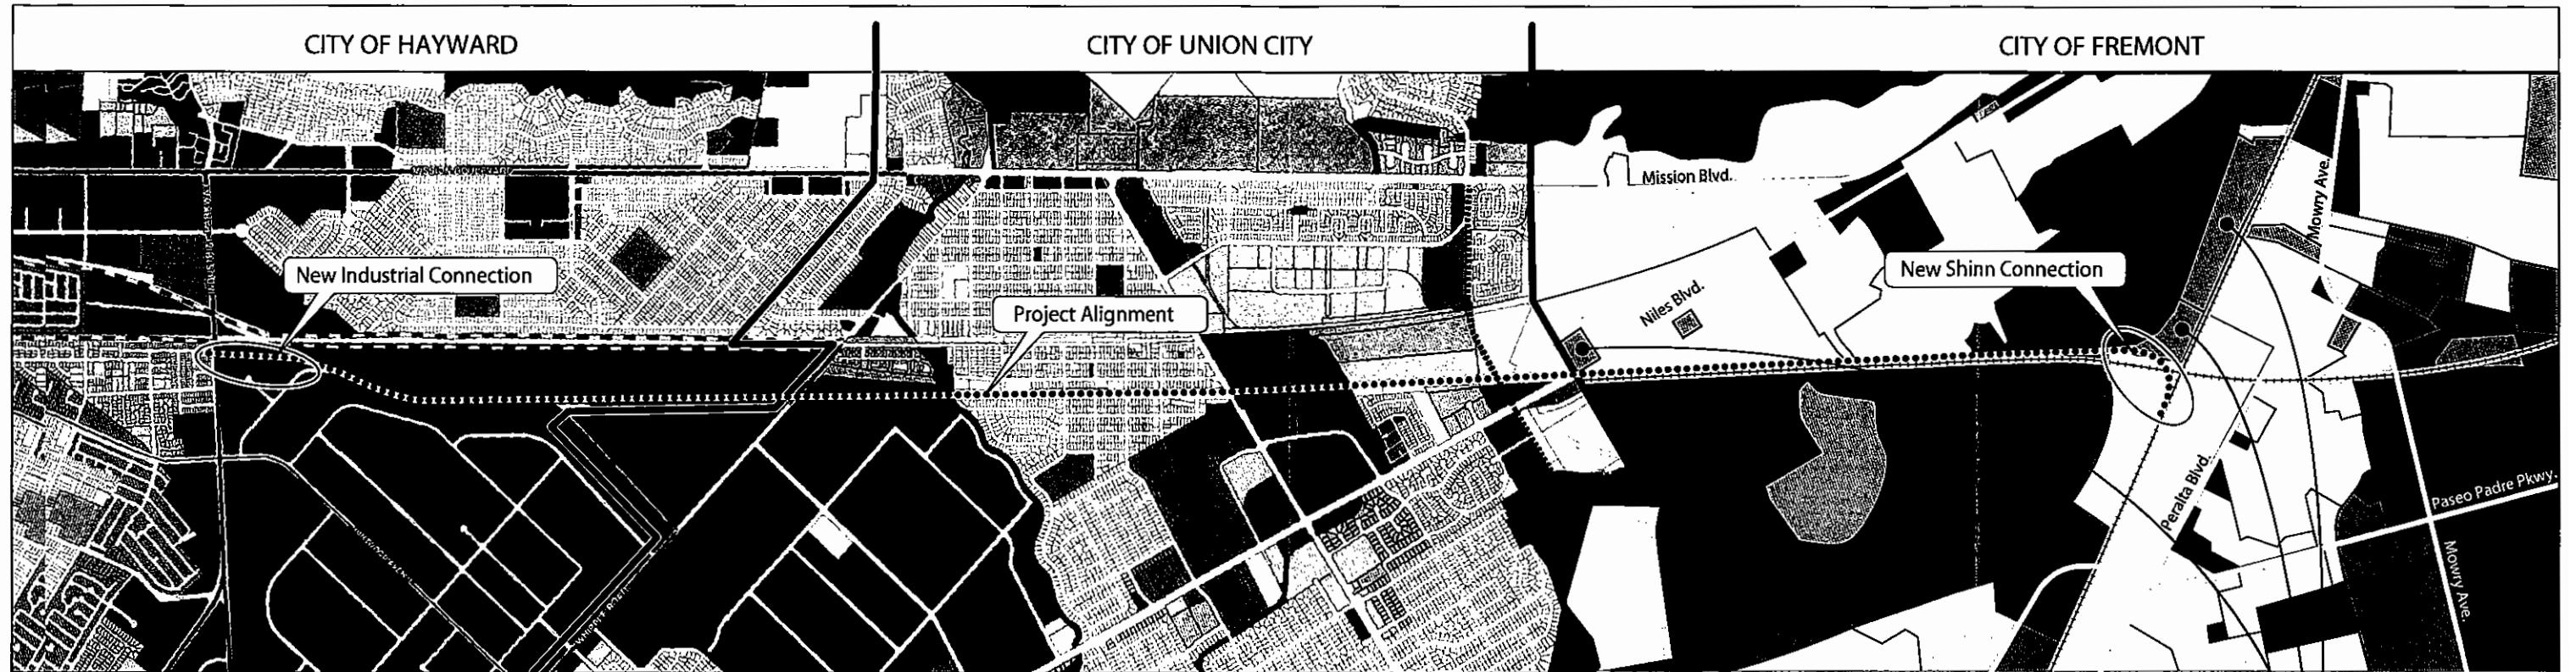 CITY OF HAYWARD
CITY OF UNION CITY
CITY OF FREMONT
Mission Blvd.
Mowry Ave.
New Industrial Connection
New Shinn Connection
Project Alignment
Niles Blvd.
Peralta Blvd.
Paseo Padre Pkwy.
Mowry Ave.